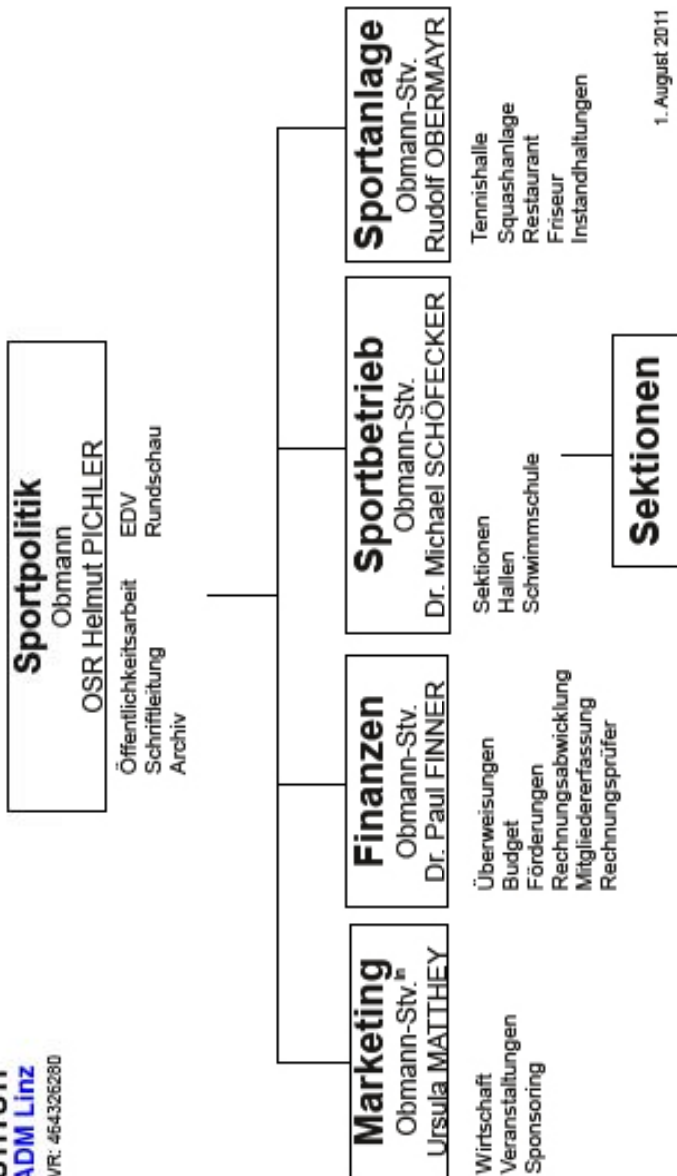 ADM Linz
Sportpolitik
Obmann
OSR Helmut PICHLER
Öffentlichkeitsarbeit EDV
Schriftleitung Rundschau
Archiv
Marketing
Obmann-Stv.in
Ursula MATTHEY
Wirtschaft
Veranstaltungen
Sponsoring
Finanzen
Obmann-Stv.
Dr. Paul FINNER
Überweisungen
Budget
Förderungen
Rechnungsabwicklung
Mitgliedererfassung
Rechnungsprüfer
Sportbetrieb
Obmann-Stv.
Dr. Michael SCHÖFECKER
Sektionen
Hallen
Schwimmschule
Sektionen
Sportanlage
Obmann-Stv.
Rudolf OBERMAYR
Tennishalle
Squashanlage
Restaurant
Friseur
Instandhaltungen
1. August 2011
VR: 464326280